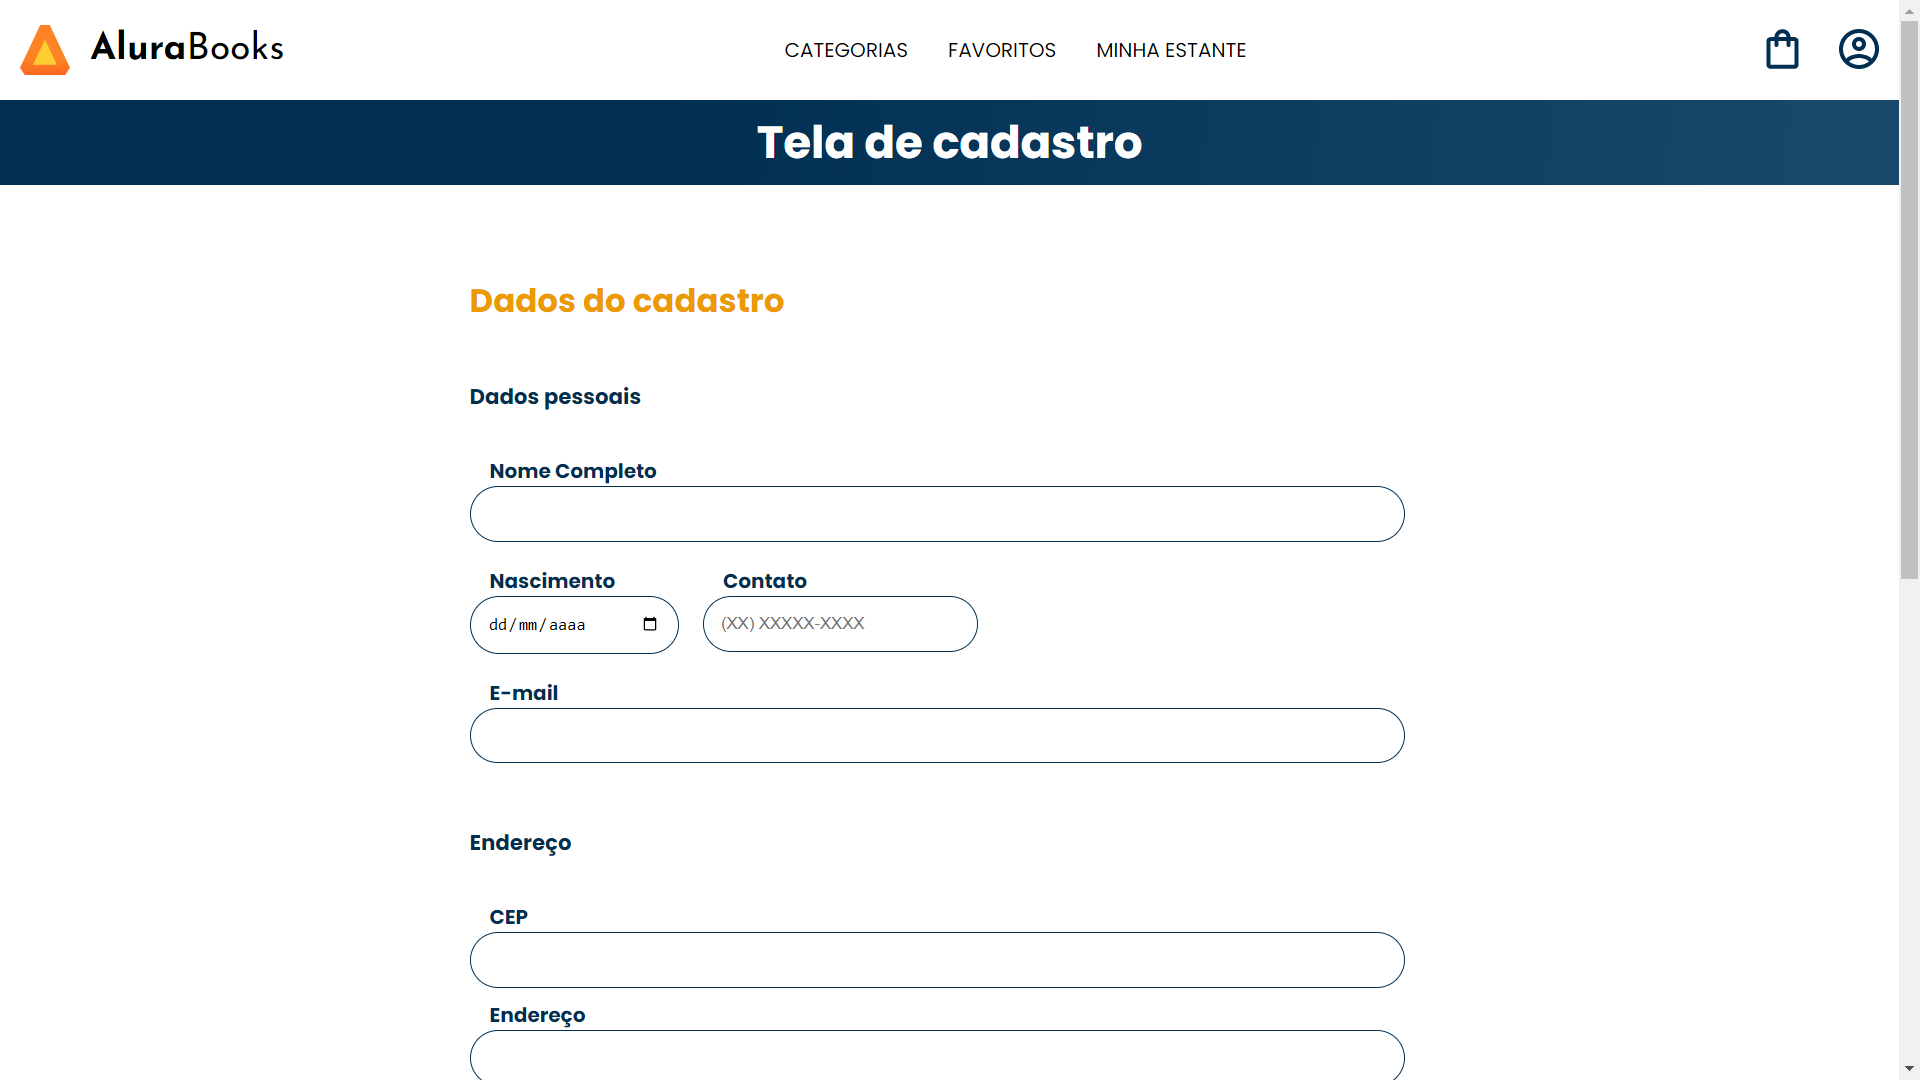 AluraBooks
CATEGORIAS
FAVORITOS
MINHA ESTANTE
Tela de cadastro
Dados do cadastro
Dados pessoais
Nome Completo
Nascimento
Contato
dd/mm/aaaa
(XX) XXXXX-XXXX
E-mail
Endereço
CEP
Endereço